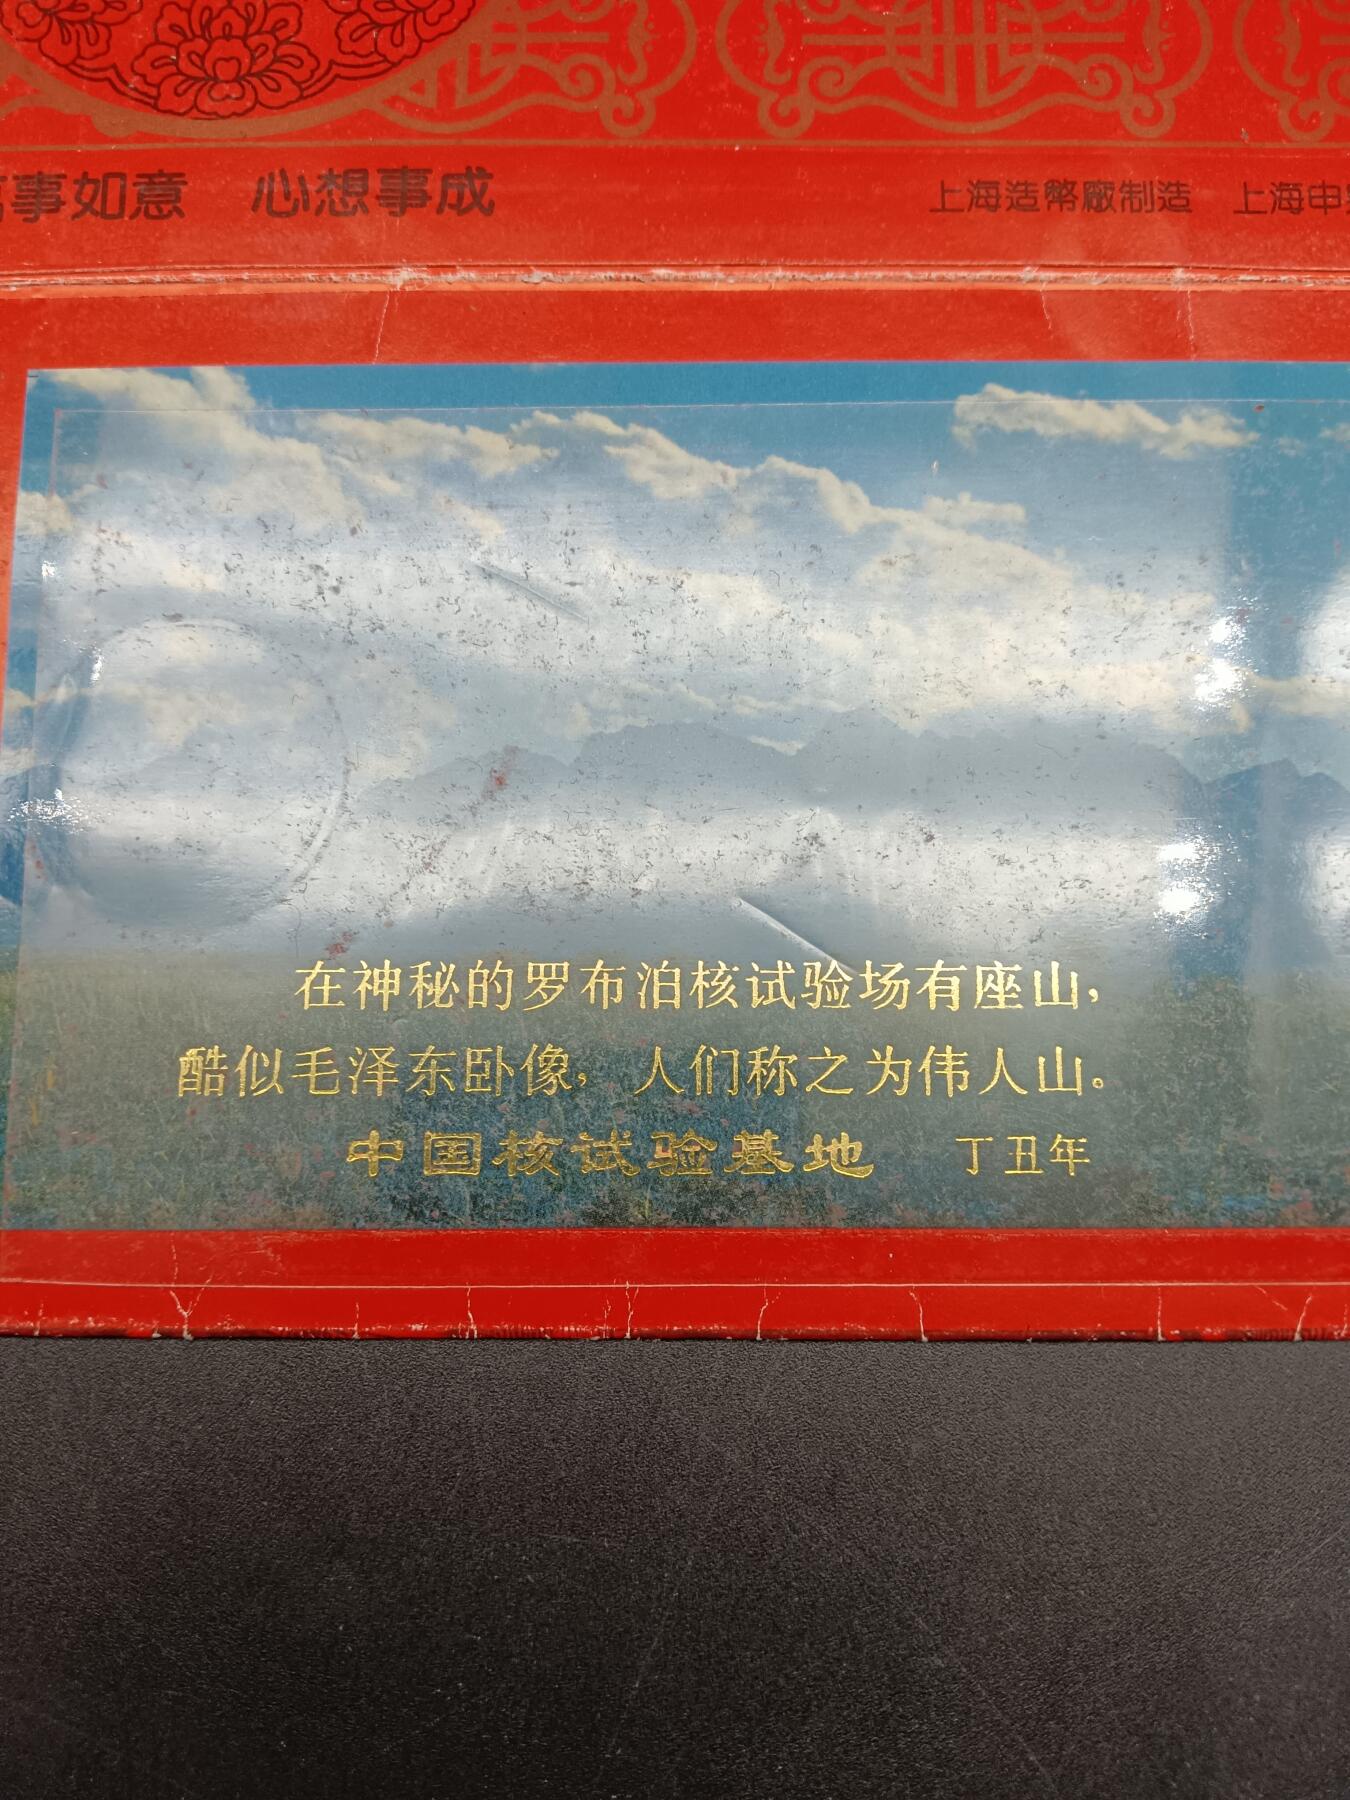 事如意 心想事成
上海造幣廠制造 上海申
在神秘的罗布泊核试验场有座山，
酷似毛泽东卧像，人们称之为伟人山。
中国核试验基地 丁丑年